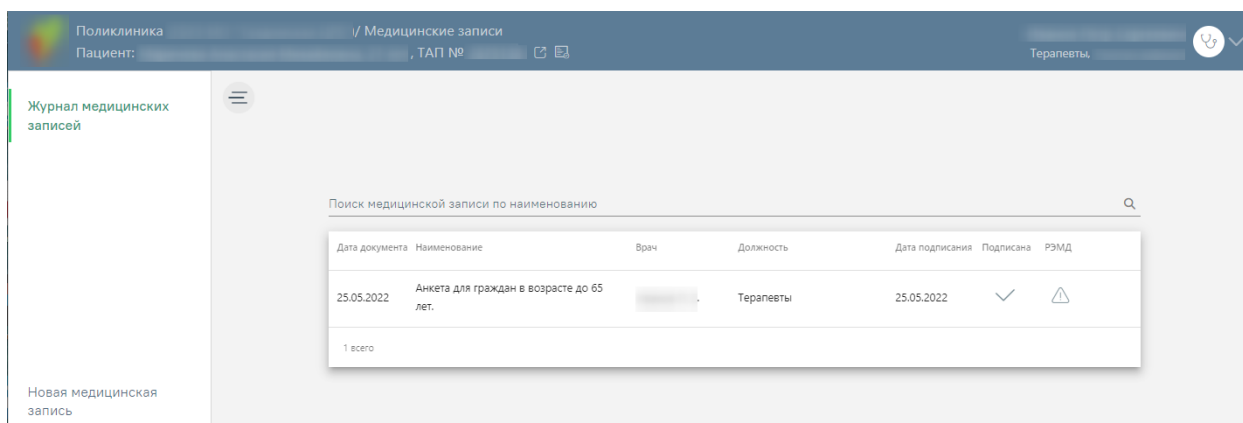 Поликлиника / Медицинские записи
Пациент: , ТАП №
Терапевты,
Журнал медицинских
записей
Поиск медицинской записи по наименованию
Дата документа Наименование Врач Должность Дата подписания Подписана РЭМД
25.05.2022 Анкета для граждан в возрасте до 65
лет. Терапевты 25.05.2022
1 всего
Новая медицинская
запись